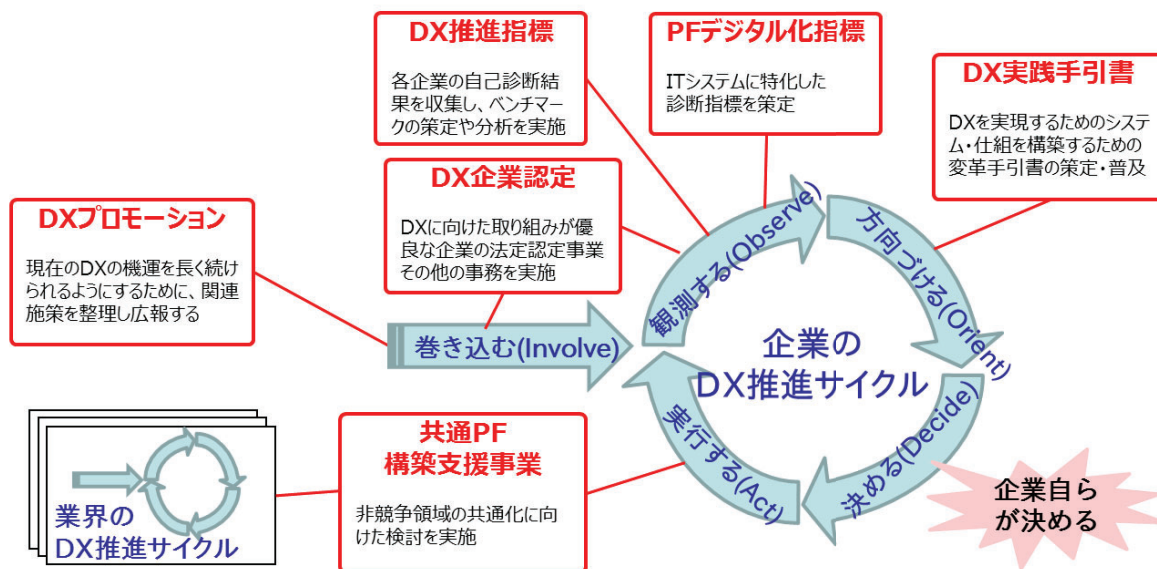 DX推進指標
各企業の自己診断結
果を収集し、ベンチマー
クの策定や分析を実施
PFデジタル化指標
ITシステムに特化した
診断指標を策定
DX実践手引書
DXを実現するためのシステ
ム・仕組を構築するための
変革手引書の策定・普及
DX企業認定
DXに向けた取り組みが優
良な企業の法定認定事業
その他の事務を実施
DXプロモーション
現在のDXの機運を長く続け
られるようにするために、関連
施策を整理し広報する
巻き込む(Involve)
観測する(Observe)
方向づける(Orient)
決める(Decide)
実行する(Act)
企業の
DX推進サイクル
共通PF
構築支援事業
非競争領域の共通化に向
けた検討を実施
業界の
DX推進サイクル
企業自ら
が決める